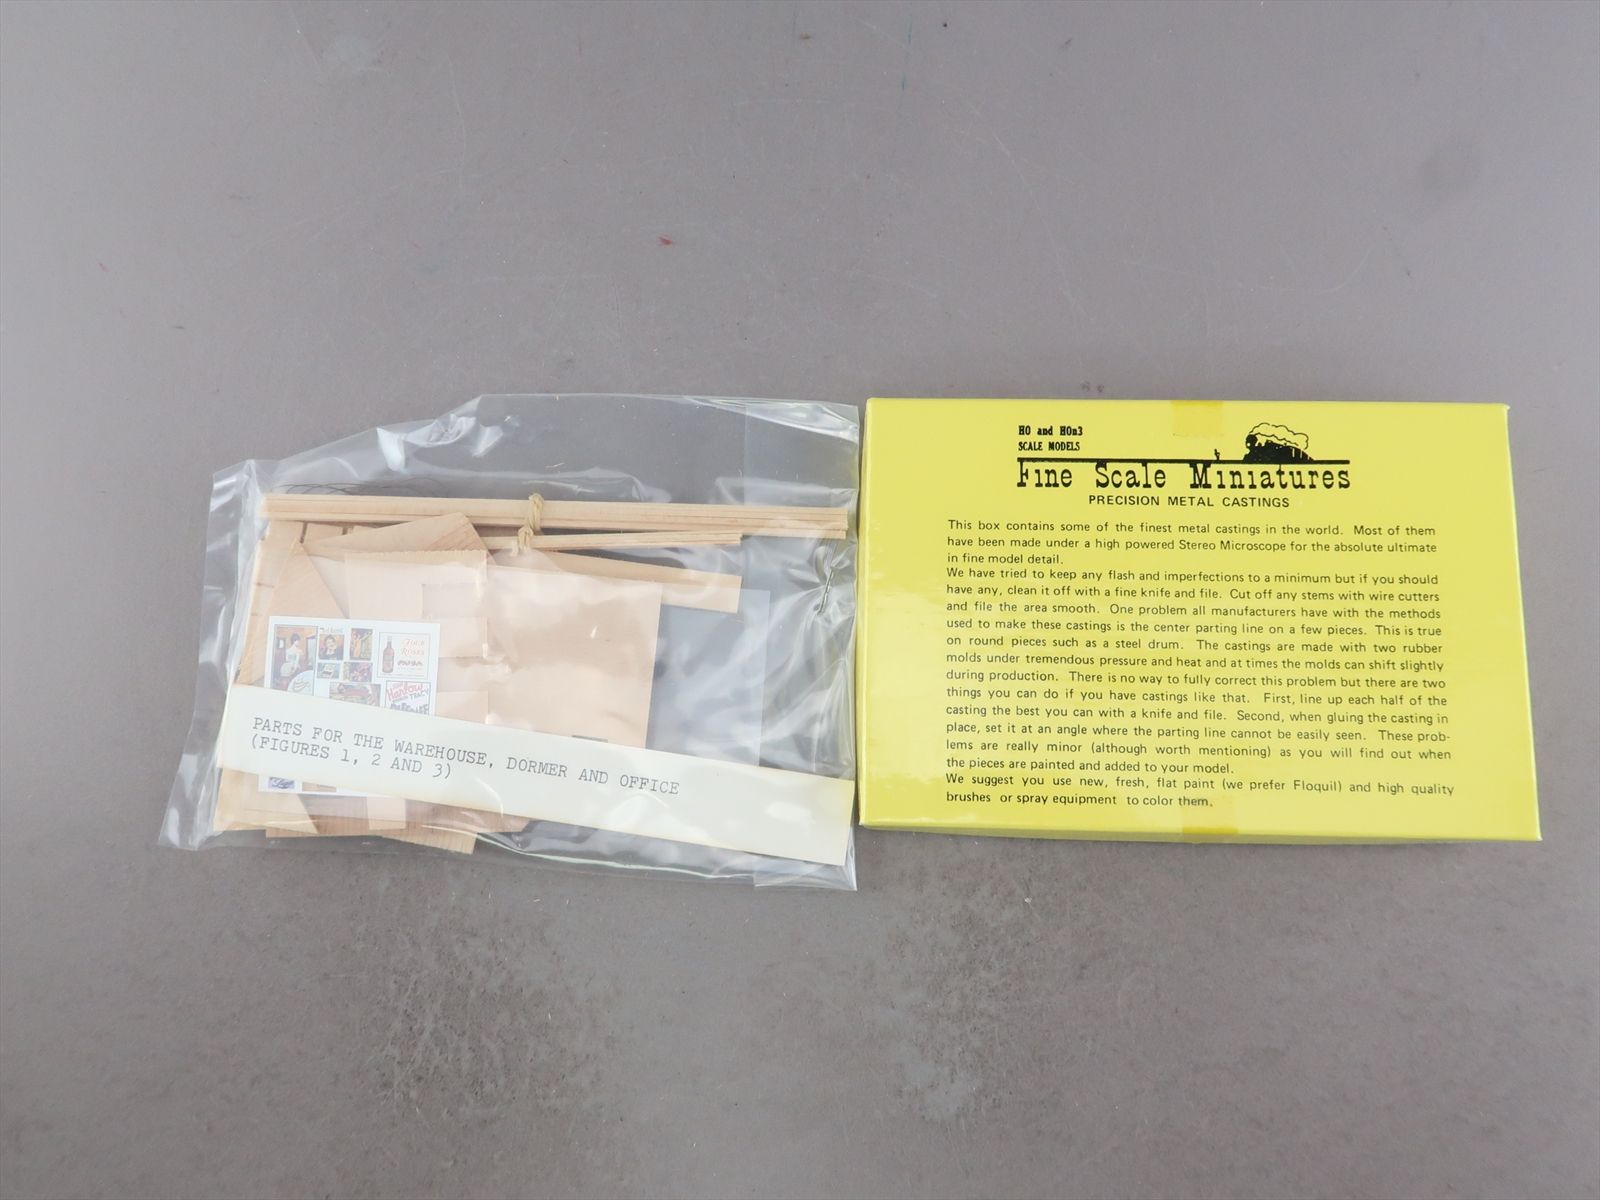 FOUR
ROSES
Harlow
TRACY
PARTS FOR THE WAREHOUSE, DORMER AND OFFICE
(FIGURES 1, 2 AND 3)
HO and HOn3
SCALE MODELS
Fine Scale Miniatures
PRECISION METAL CASTINGS
This box contains some of the finest metal castings in the world. Most of them
have been made under a high powered Stereo Microscope for the absolute ultimate
in fine model detail.
We have tried to keep any flash and imperfections to a minimum but if you should
have any, clean it off with a fine knife and file. Cut off any stems with wire cutters
and file the area smooth. One problem all manufacturers have with the methods
used to make these castings is the center parting line on a few pieces. This is true
on round pieces such as a steel drum. The castings are made with two rubber
molds under tremendous pressure and heat and at times the molds can shift slightly
during production. There is no way to fully correct this problem but there are two
things you can do if you have castings like that. First, line up each half of the
casting the best you can with a knife and file. Second, when gluing the casting in
place, set it at an angle where the parting line cannot be easily seen. These prob-
lems are really minor (although worth mentioning) as you will find out when
the pieces are painted and added to your model.
We suggest you use new, fresh, flat paint (we prefer Floquil) and high quality
brushes or spray equipment to color them.